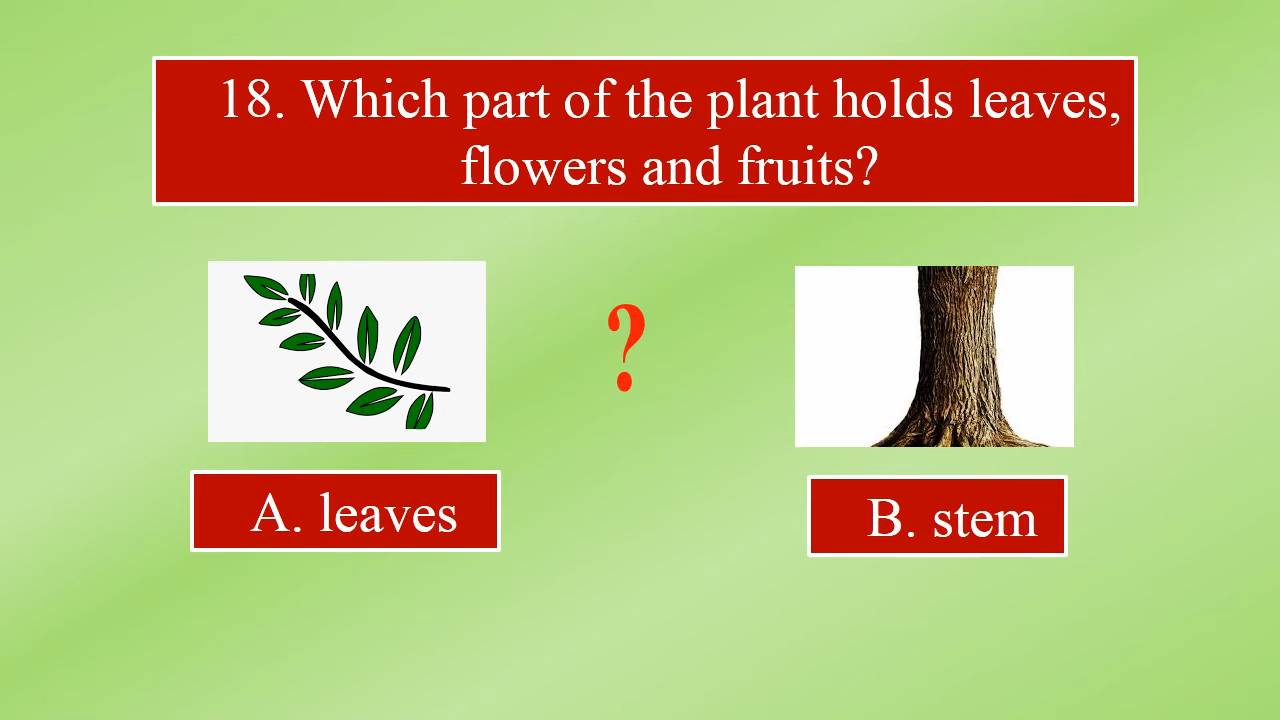 18. Which part of the plant holds leaves,
flowers and fruits?
?
A. leaves
B. stem